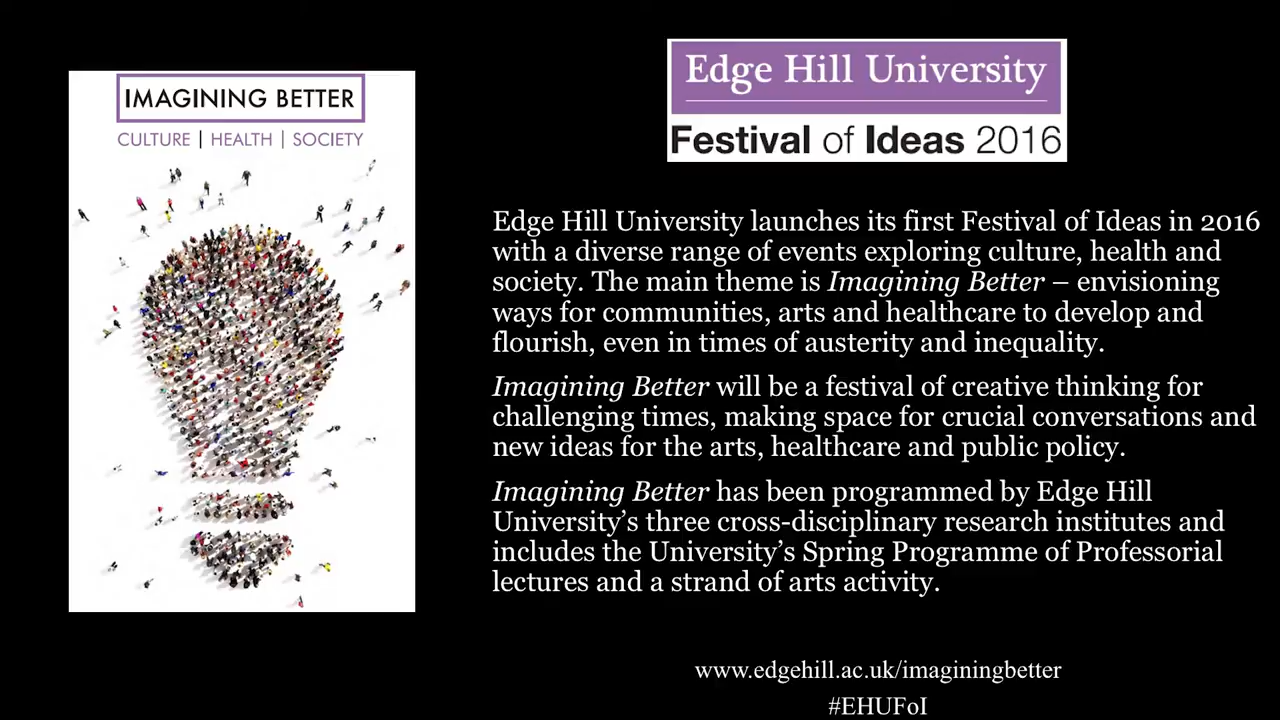 IMAGINING BETTER
CULTURE | HEALTH | SOCIETY
Edge Hill University
Festival of Ideas 2016
Edge Hill University launches its first Festival of Ideas in 2016
with a diverse range of events exploring culture, health and
society. The main theme is Imagining Better – envisioning
ways for communities, arts and healthcare to develop and
flourish, even in times of austerity and inequality.
Imagining Better will be a festival of creative thinking for
challenging times, making space for crucial conversations and
new ideas for the arts, healthcare and public policy.
Imagining Better has been programmed by Edge Hill
University’s three cross-disciplinary research institutes and
includes the University’s Spring Programme of Professorial
lectures and a strand of arts activity.
www.edgehill.ac.uk/imaginingbetter
#EHUFoI